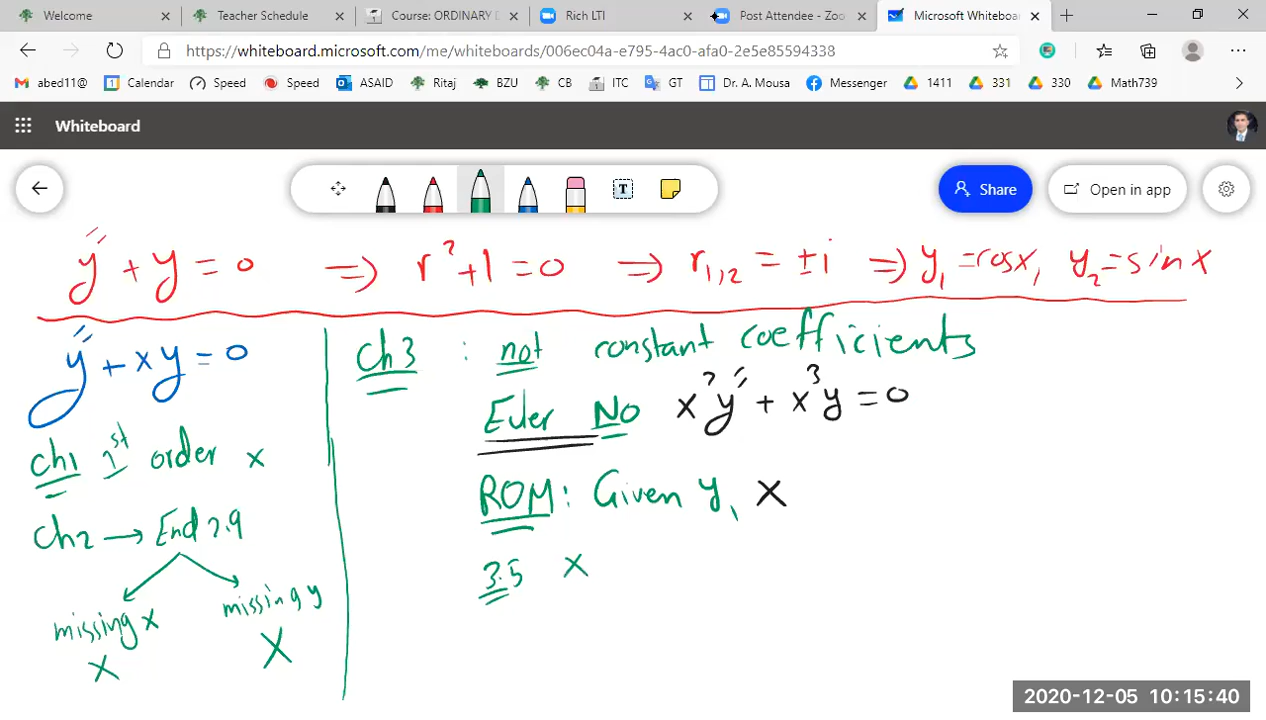 Welcome
Teacher Schedule
Course: ORDINARY D
Rich LTI
Post Attendee - Zoo
Microsoft Whiteboa
https://whiteboard.microsoft.com/me/whiteboards/006ec04a-e795-4ac0-afa0-2e5e85594338
abed11@ Calendar Speed Speed ASAID Ritaj BZU CB ITC GT Dr. A. Mousa Messenger 1411 331 330 Math739
Whiteboard
T
Share
Open in app
y'' + y = 0 ⇒ r² + 1 = 0 ⇒ r₁,₂ = ±i ⇒ y₁ = cos x, y₂ = sin x
y'' + xy = 0
ch1 1st order x
ch2 → End 2.9
missing x
missing y
X
X
Ch3 : not constant coefficients
Euler No x²y'' + x³y = 0
ROM: Given y₁ X
3.5 X
2020-12-05 10:15:40